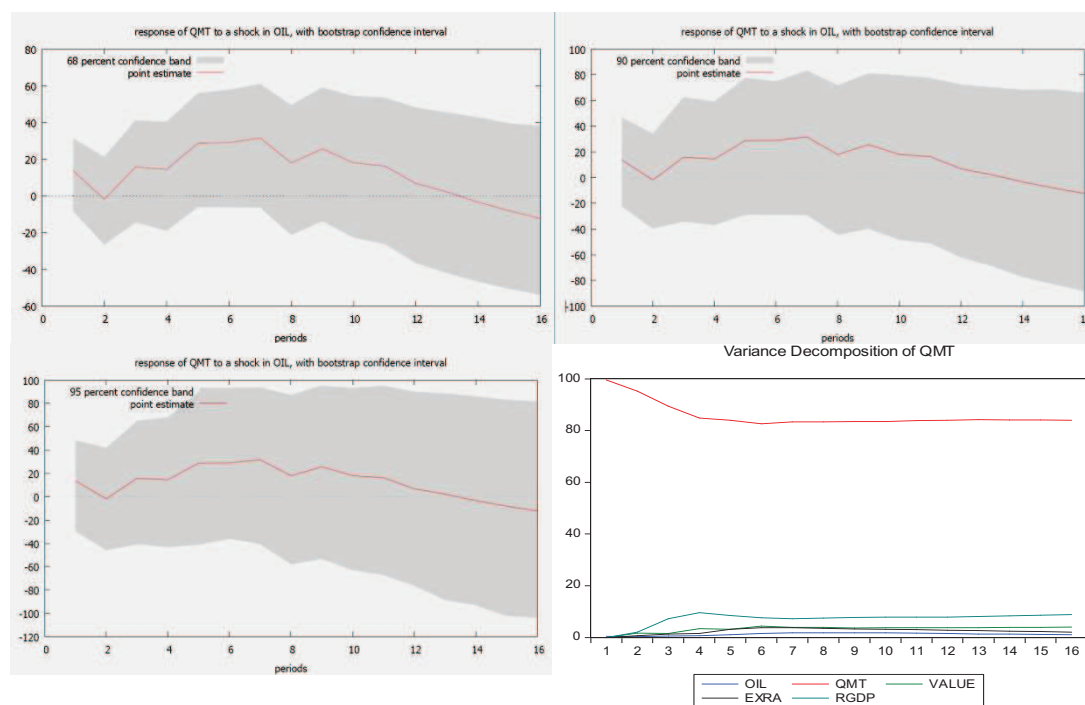 response of QMT to a shock in OIL, with bootstrap confidence interval
80
60
40
20
0
-20
-40
-60
68 percent confidence band
point estimate
0 2 4 6 8 10 12 14 16
periods
response of QMT to a shock in OIL, with bootstrap confidence interval
100
80
60
40
20
0
-20
-40
-60
-80
-100
90 percent confidence band
point estimate
0 2 4 6 8 10 12 14 1
periods
response of QMT to a shock in OIL, with bootstrap confidence interval
100
80
60
40
20
0
-20
-40
-60
-80
-100
-120
95 percent confidence band
point estimate
0 2 4 6 8 10 12 14 16
periods
Variance Decomposition of QMT
100
80
60
40
20
0
1 2 3 4 5 6 7 8 9 10 11 12 13 14 15 16
OIL QMT VALUE
EXRA RGDP